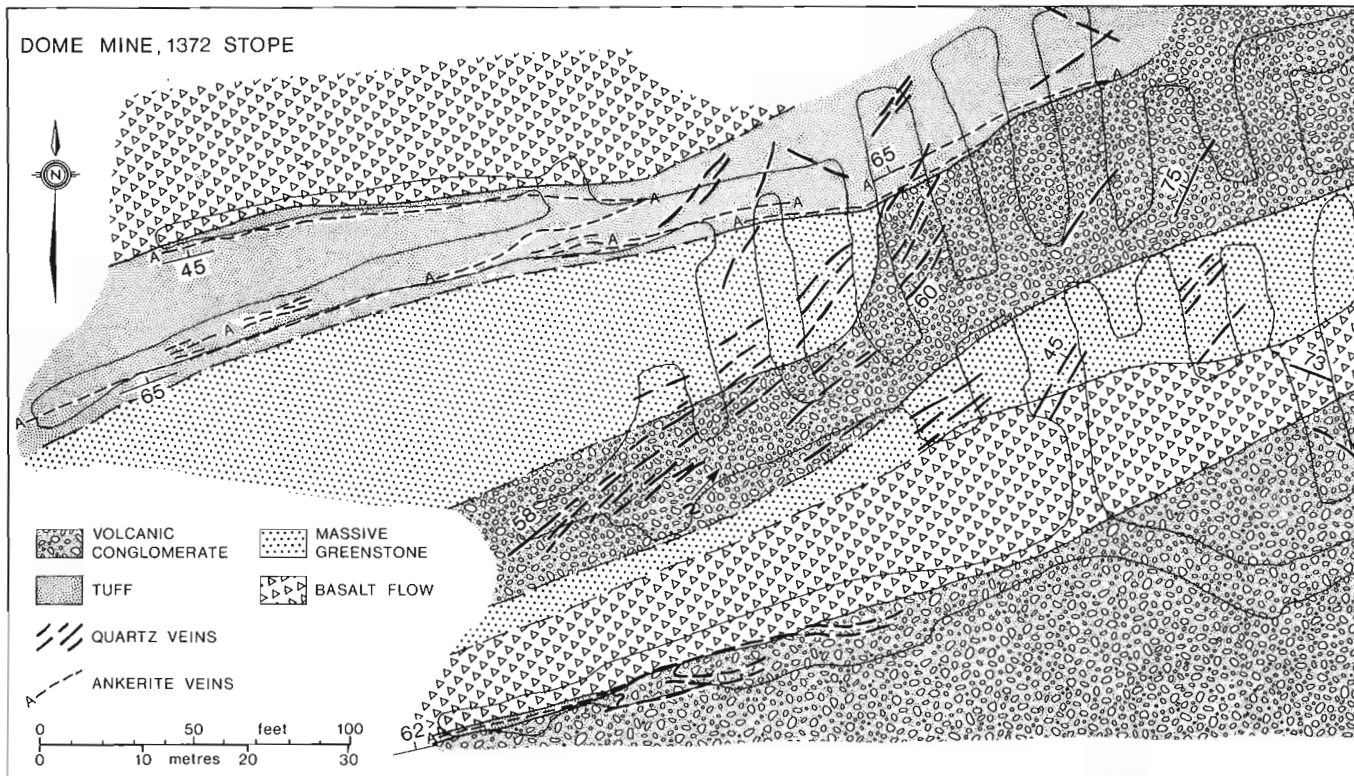 DOME MINE, 1372 STOPE
N
A
A
A
A
A
A
A
A
A
A
A
45
65
65
75
60
45
73
58
62
VOLCANIC CONGLOMERATE
MASSIVE GREENSTONE
TUFF
BASALT FLOW
QUARTZ VEINS
A
ANKERITE VEINS
0 50 feet 100
0 10 metres 20 30